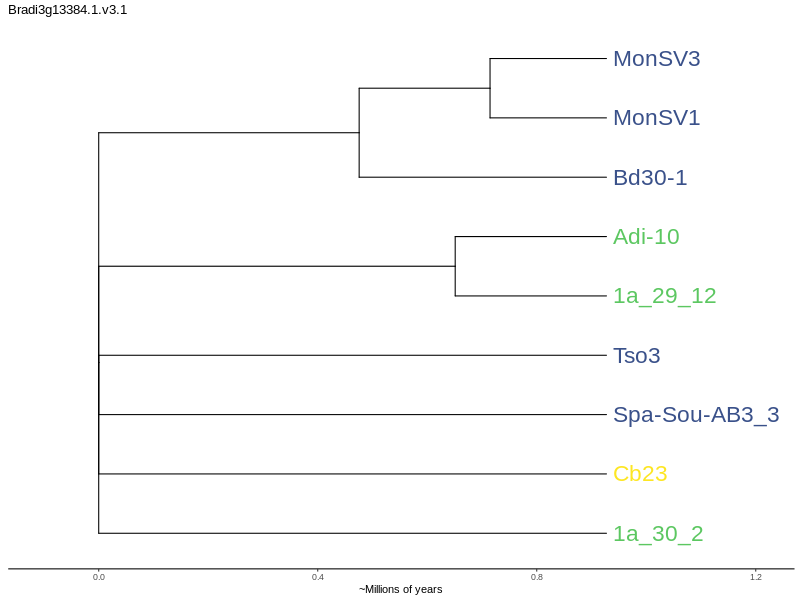 Bradi3g13384.1.v3.1
MonSV3
MonSV1
Bd30-1
Adi-10
1a_29_12
Tso3
Spa-Sou-AB3_3
Cb23
1a_30_2
0.0 0.4 0.8 1.2
~Millions of years